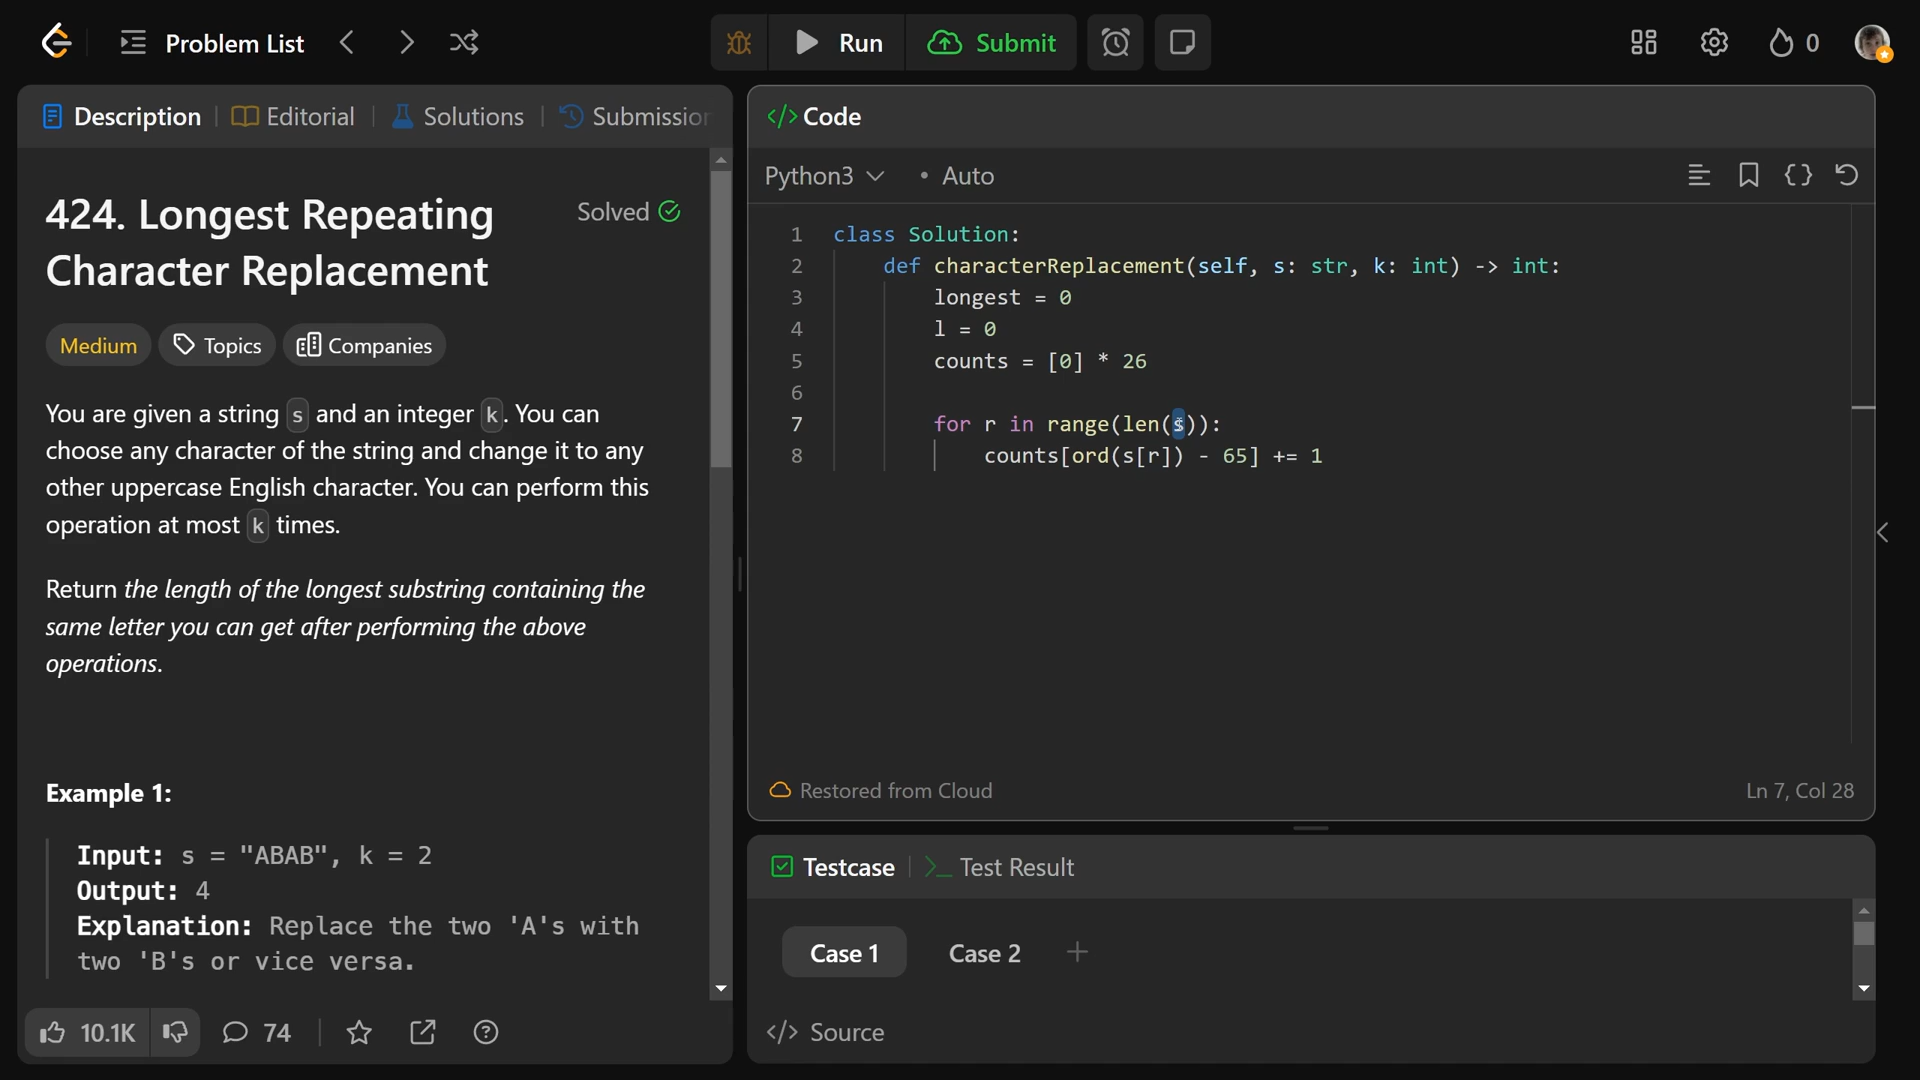 Problem List
Run
Submit
0
Description
Editorial
Solutions
Submission
424. Longest Repeating
Character Replacement
Solved
Medium
Topics
Companies
You are given a string s and an integer k. You can
choose any character of the string and change it to any
other uppercase English character. You can perform this
operation at most k times.
Return the length of the longest substring containing the
same letter you can get after performing the above
operations.
Example 1:
Input: s = "ABAB", k = 2
Output: 4
Explanation: Replace the two 'A's with
two 'B's or vice versa.
10.1K
74
</> Code
Python3
• Auto
1 class Solution:
2 def characterReplacement(self, s: str, k: int) -> int:
3 longest = 0
4 l = 0
5 counts = [0] * 26
6
7 for r in range(len(s)):
8 counts[ord(s[r]) - 65] += 1
Restored from Cloud
Ln 7, Col 28
Testcase
>_ Test Result
Case 1
Case 2
+
</> Source